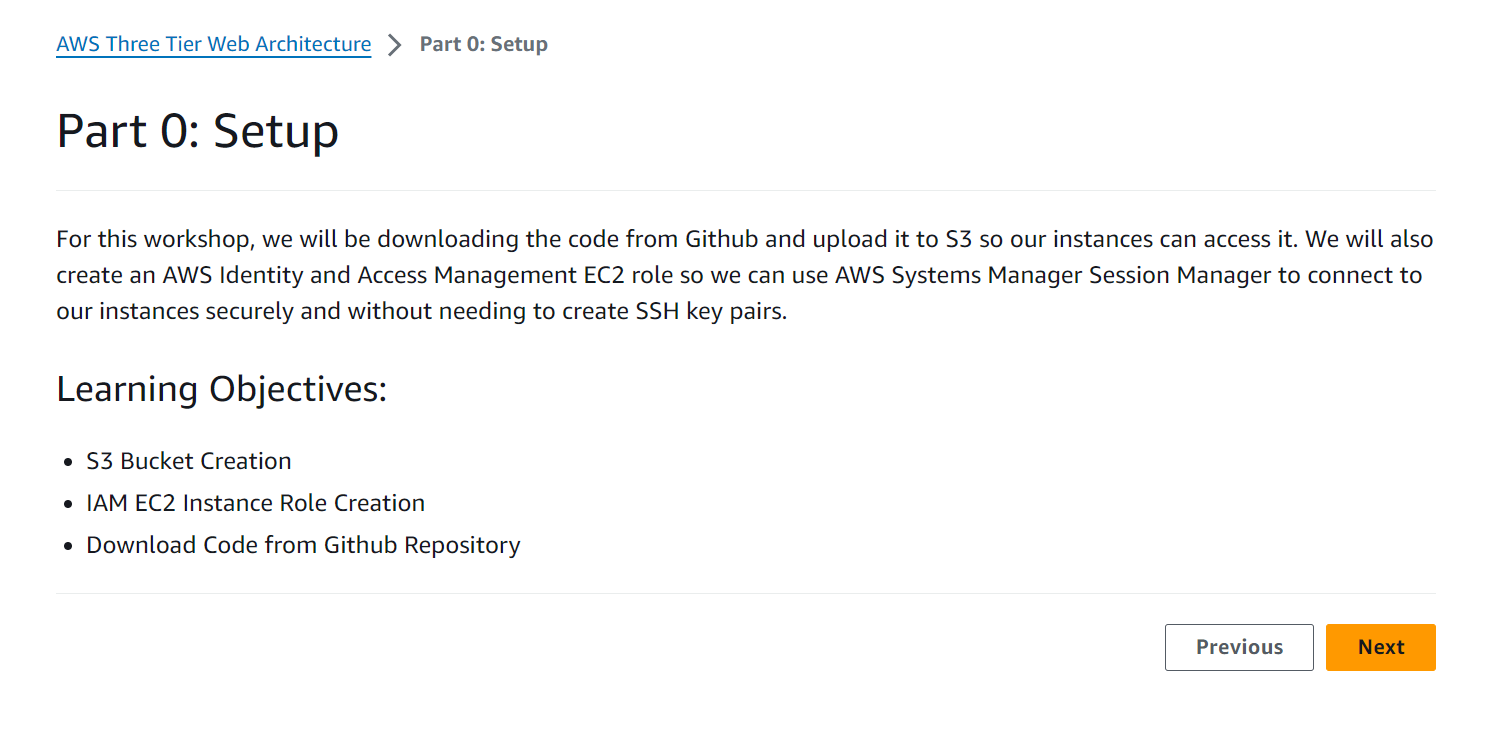 AWS Three Tier Web Architecture > Part 0: Setup
Part 0: Setup
For this workshop, we will be downloading the code from Github and upload it to S3 so our instances can access it. We will also
create an AWS Identity and Access Management EC2 role so we can use AWS Systems Manager Session Manager to connect to
our instances securely and without needing to create SSH key pairs.
Learning Objectives:
• S3 Bucket Creation
• IAM EC2 Instance Role Creation
• Download Code from Github Repository
Previous Next